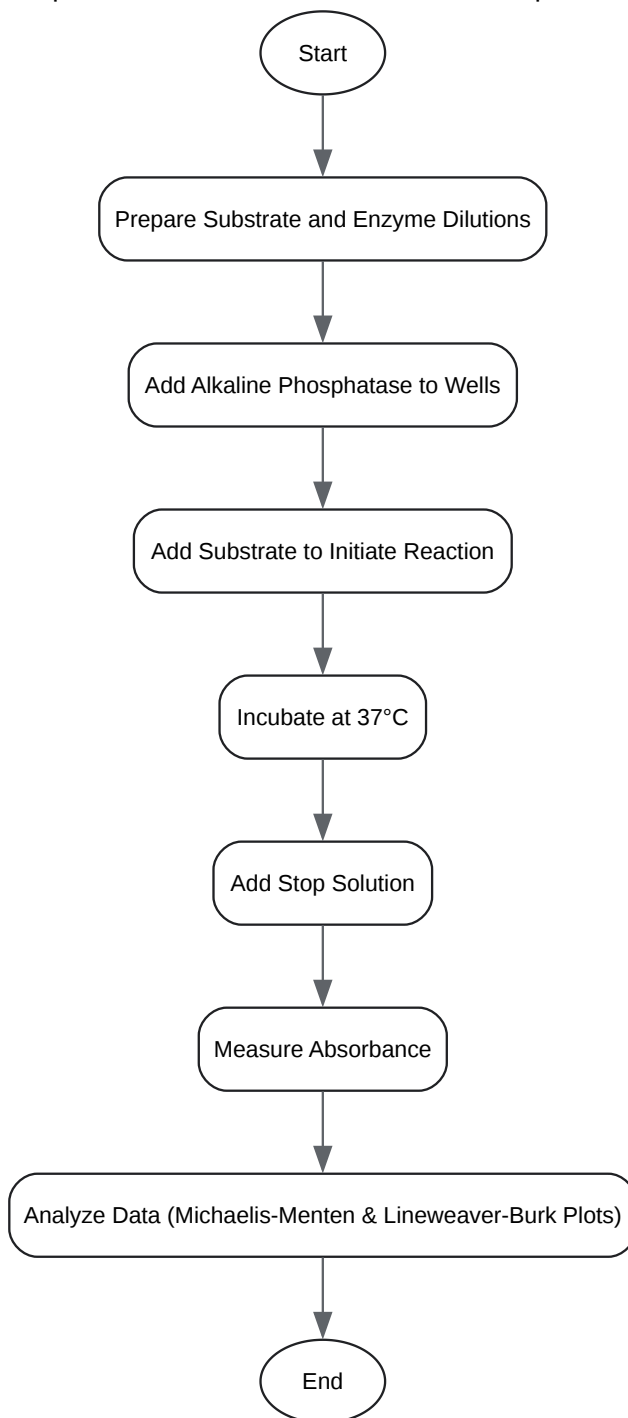 Start
Prepare Substrate and Enzyme Dilutions
Add Alkaline Phosphatase to Wells
Add Substrate to Initiate Reaction
Incubate at 37°C
Add Stop Solution
Measure Absorbance
Analyze Data (Michaelis-Menten & Lineweaver-Burk Plots)
End